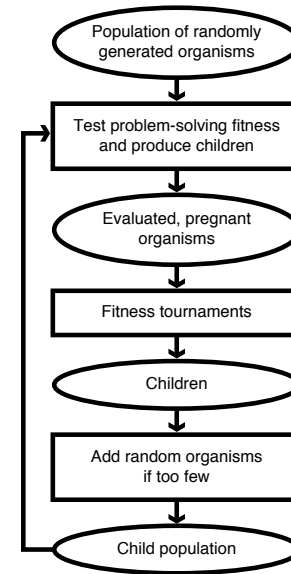 Population of randomly
generated organisms
Test problem-solving fitness
and produce children
Evaluated, pregnant
organisms
Fitness tournaments
Children
Add random organisms
if too few
Child population